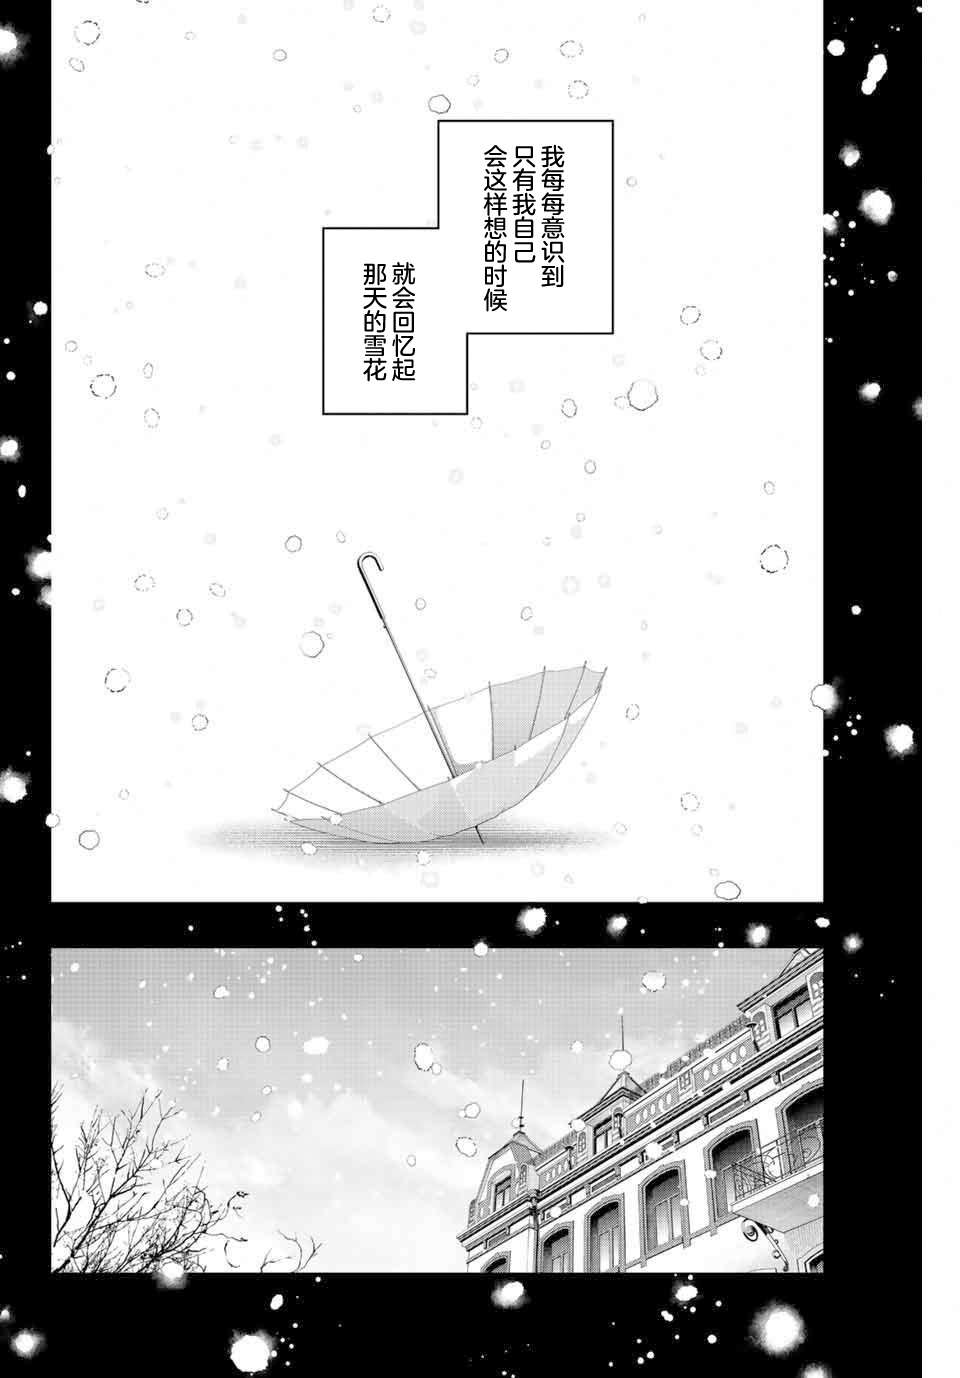 我每每意识到
只有我自己
会这样想的时候
就会回忆起
那天的雪花